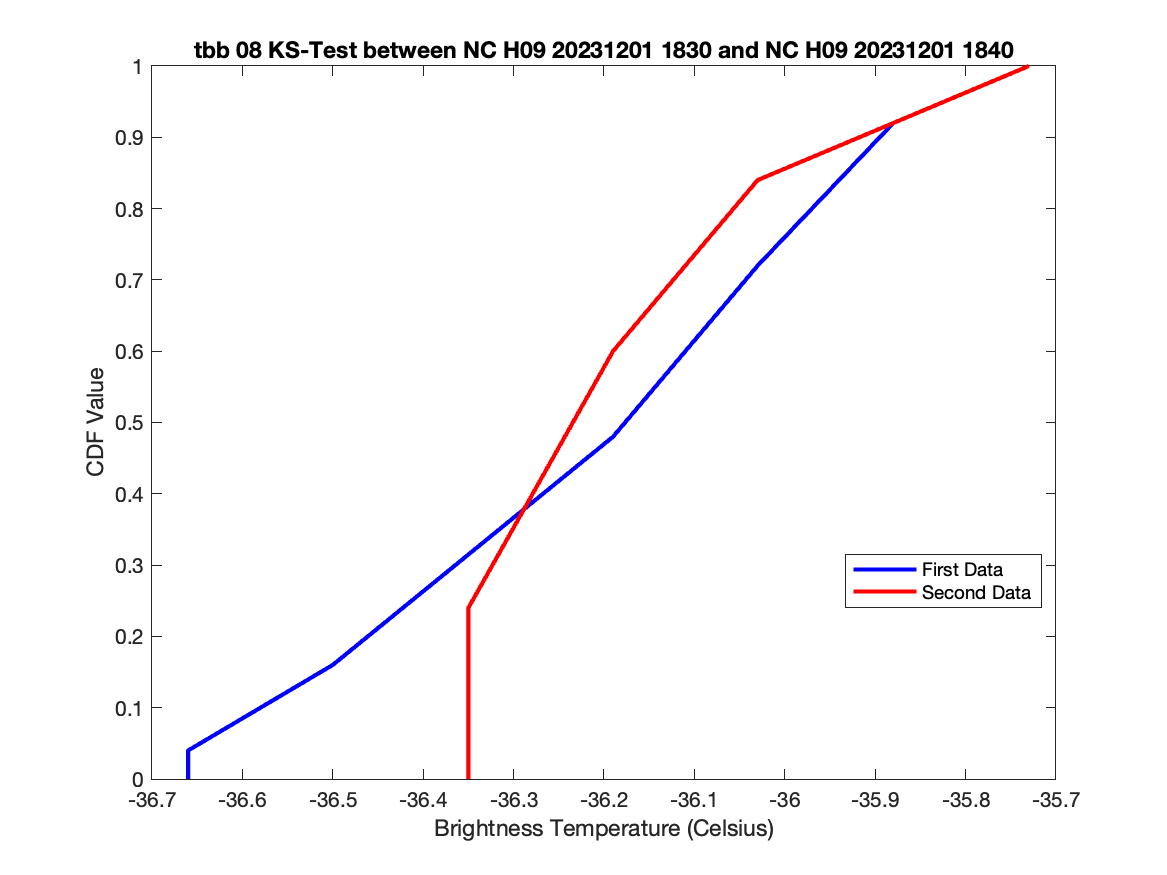 tbb 08 KS-Test between NC H09 20231201 1830 and NC H09 20231201 1840
1
0.9
0.8
0.7
0.6
0.5
0.4
0.3
0.2
0.1
0
CDF Value
First Data
Second Data
-36.7 -36.6 -36.5 -36.4 -36.3 -36.2 -36.1 -36 -35.9 -35.8 -35.7
Brightness Temperature (Celsius)